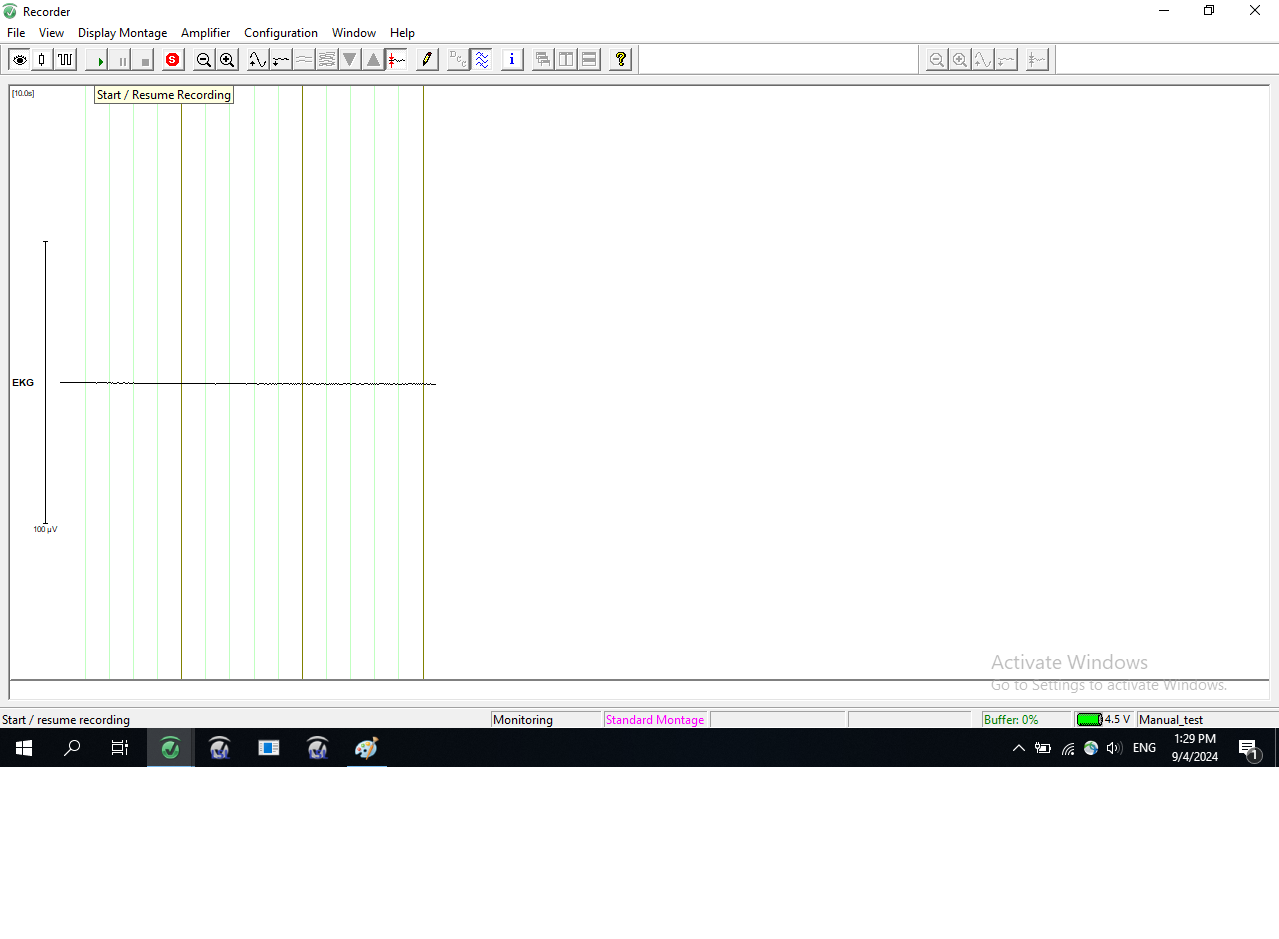 Recorder
File View Display Montage Amplifier Configuration Window Help
S DCC i ?
[10.0s] Start / Resume Recording
EKG
100 µV
Activate Windows
Go to Settings to activate Windows.
Start / resume recording Monitoring Standard Montage Buffer: 0% 4.5 V Manual_test
ENG 1:29 PM
9/4/2024
1